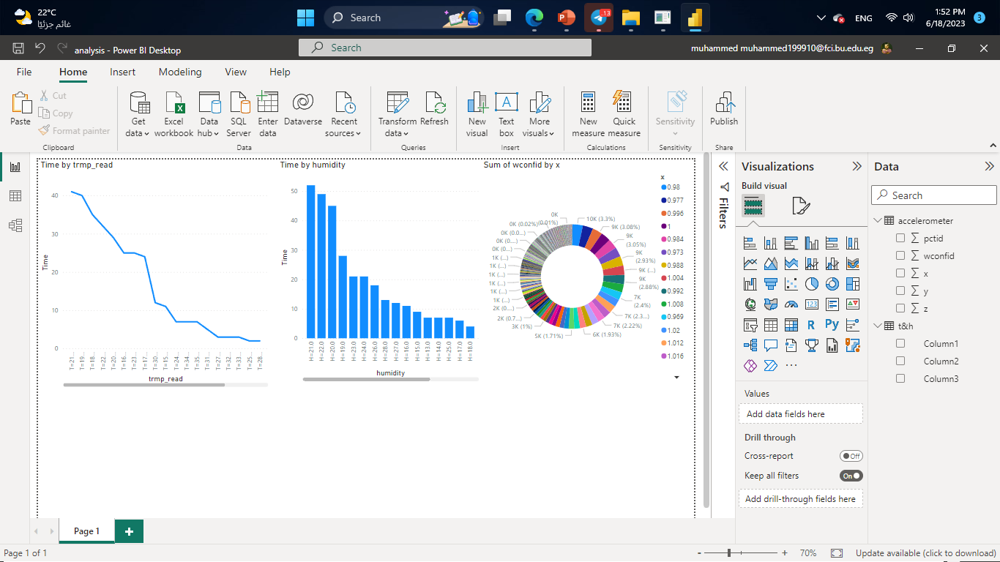 22°C
غائم جزئيًا
Search
13
ENG
1:52 PM
6/18/2023
3
analysis - Power BI Desktop
Search
muhammed muhammed199910@fci.bu.edu.eg
File
Home
Insert
Modeling
View
Help
Paste
Cut
Copy
Format painter
Get data
Excel workbook
Data hub
SQL Server
Enter data
Dataverse
Recent sources
Transform data
Refresh
New visual
Text box
More visuals
New measure
Quick measure
Sensitivity
Publish
Clipboard
Data
Queries
Insert
Calculations
Sensitivity
Share
Time by trmp_read
40
30
20
10
0
Time
T=21...
T=19...
T=18...
T=22...
T=20...
T=16...
T=23...
T=17...
T=30...
T=15...
T=24...
T=34...
T=35...
T=31...
T=27...
T=32...
T=33...
T=25...
T=28...
trmp_read
Time by humidity
50
40
30
20
10
0
Time
H=21.0
H=22.0
H=20.0
H=19.0
H=23.0
H=24.0
H=26.0
H=28.0
H=27.0
H=16.0
H=15.0
H=13.0
H=14.0
H=25.0
H=17.0
H=18.0
humidity
Sum of wconfid by x
0K
(0.01%)
0K (0.02%)
0K (0.0...)
0K (0....)
0K (0....)
1K (...)
1K (...)
1K (...)
1K (...)
1K (...)
2K (0....)
2K (0.7...)
3K (1%)
5K (1.71%)
10K (3.3%)
9K (3.08%)
9K
(3.05%)
9K
(2.93%)
9K (...)
9K
(2.88%)
7K
(2.4%)
7K (2.3...)
7K (2.22%)
6K (1.93%)
x
0.98
0.977
0.996
1
0.984
0.973
0.988
1.004
0.992
1.008
0.969
1.02
1.012
1.016
Filters
Visualizations
Build visual
123
R
Py
Values
Add data fields here
Drill through
Cross-report
Off
Keep all filters
On
Add drill-through fields here
Data
Search
accelerometer
pctid
wconfid
x
y
z
t&h
Column1
Column2
Column3
Page 1
Page 1 of 1
-
+
70%
Update available (click to download)